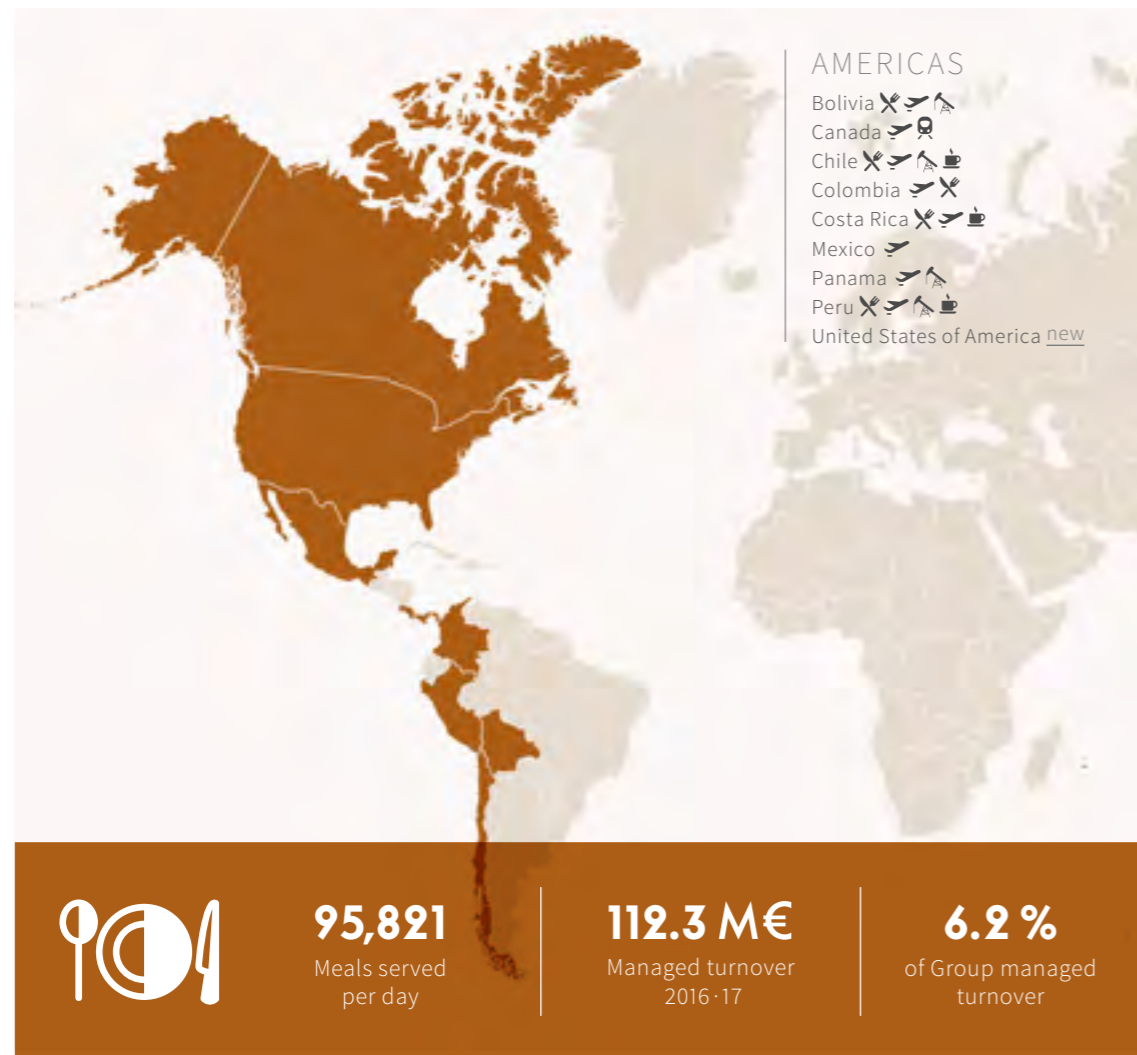 AMERICAS
Bolivia
Canada
Chile
Colombia
Costa Rica
Mexico
Panama
Peru
United States of America new
95,821
Meals served
per day
112.3 M€
Managed turnover
2016·17
6.2 %
of Group managed
turnover